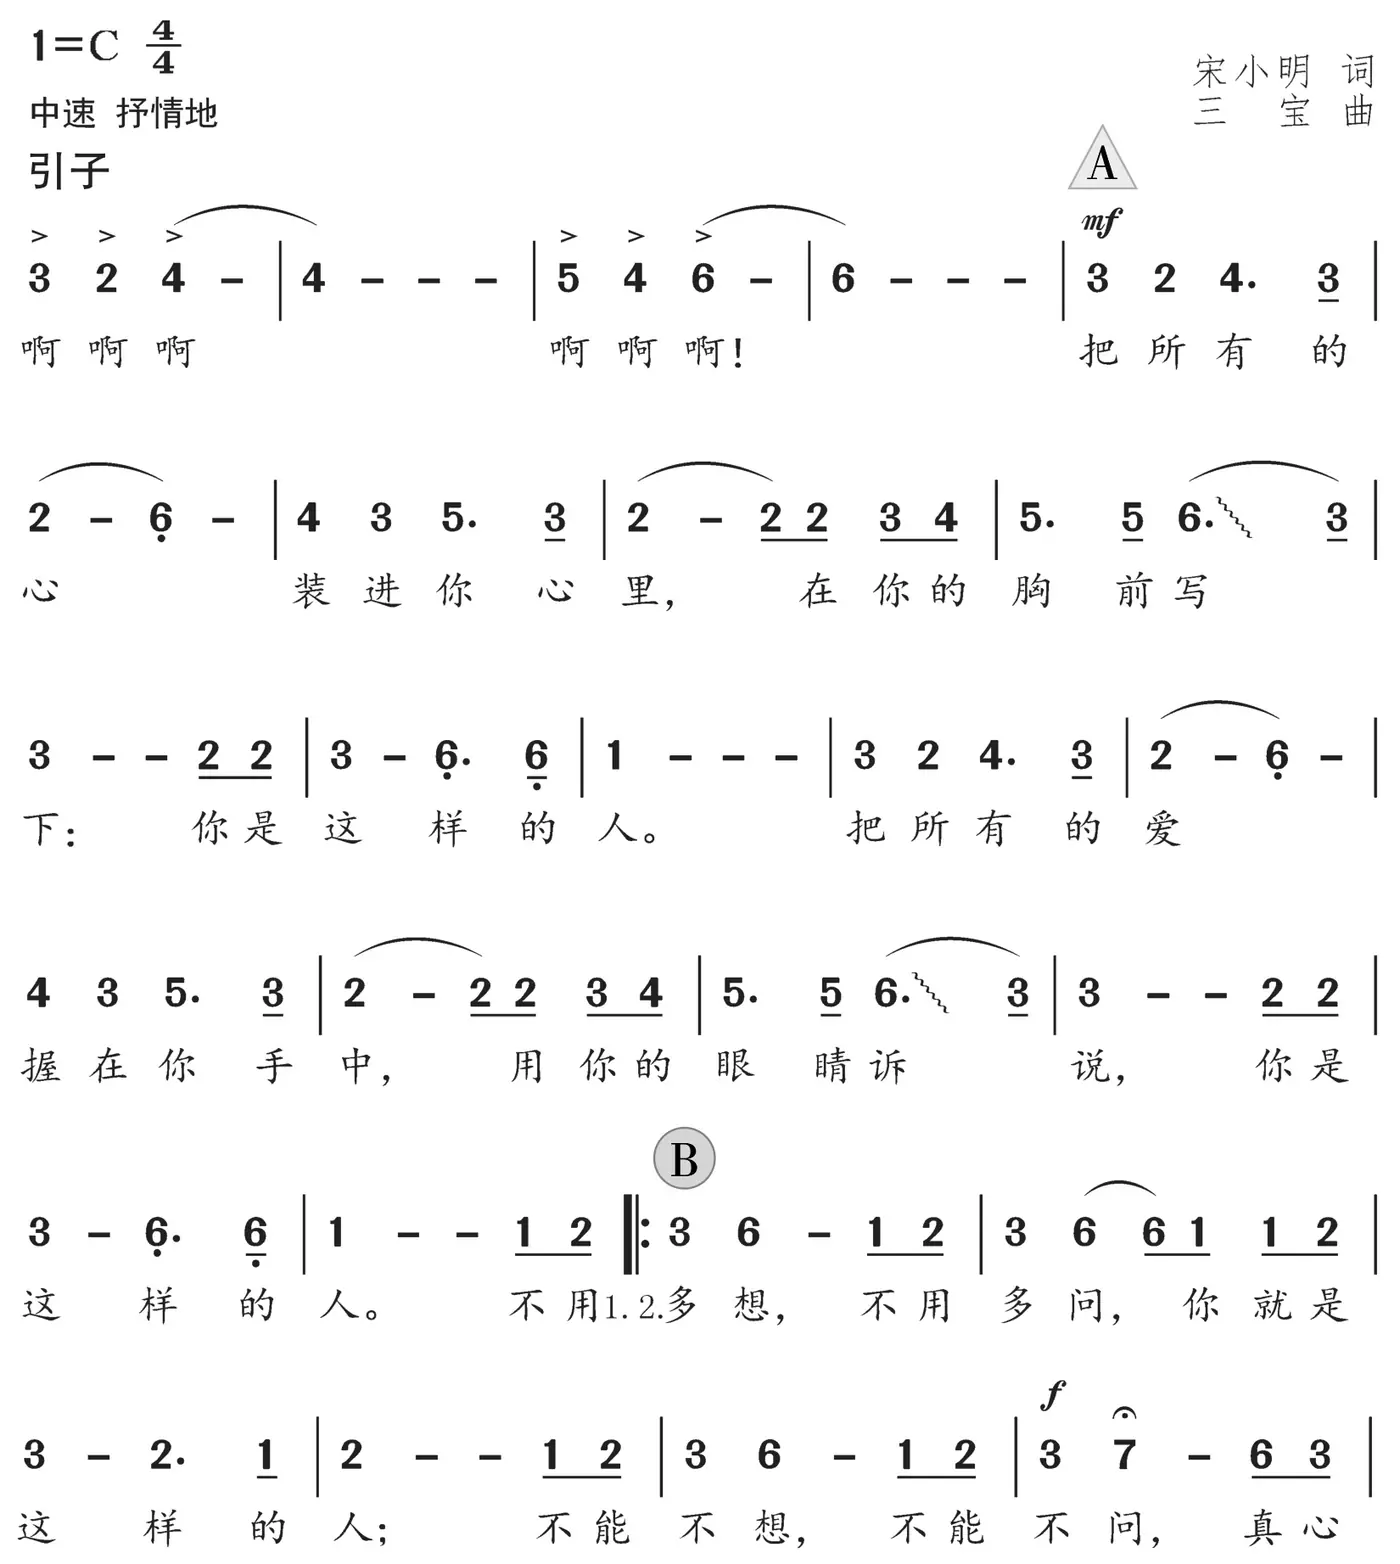 1=C 4/4
宋小明 词
中速 抒情地
三 宝 曲
引子
A
mf
3 2 4 – | 4 – – – | 5 4 6 – | 6 – – – | 3 2 4. 3 |
啊 啊 啊 啊 啊 啊！ 把 所 有 的
2 – 6 – | 4 3 5. 3 | 2 – 2 2 3 4 | 5. 5 6. 3 |
心 装 进 你 心 里， 在 你 的 胸 前 写
3 – – 2 2 | 3 – 6. 6 | 1 – – – | 3 2 4. 3 | 2 – 6 – |
下： 你 是 这 样 的 人。 把 所 有 的 爱
4 3 5. 3 | 2 – 2 2 3 4 | 5. 5 6. 3 | 3 – – 2 2 |
握 在 你 手 中， 用 你 的 眼 睛 诉 说， 你 是
B
3 – 6. 6 | 1 – – 1 2 ‖: 3 6 – 1 2 | 3 6 6 1 1 2 |
这 样 的 人。 不 用 1. 2. 多 想， 不 用 多 问， 你 就 是
f
3 – 2. 1 | 2 – – 1 2 | 3 6 – 1 2 | 3 7 – 6 3 |
这 样 的 人； 不 能 不 想， 不 能 不 问， 真 心